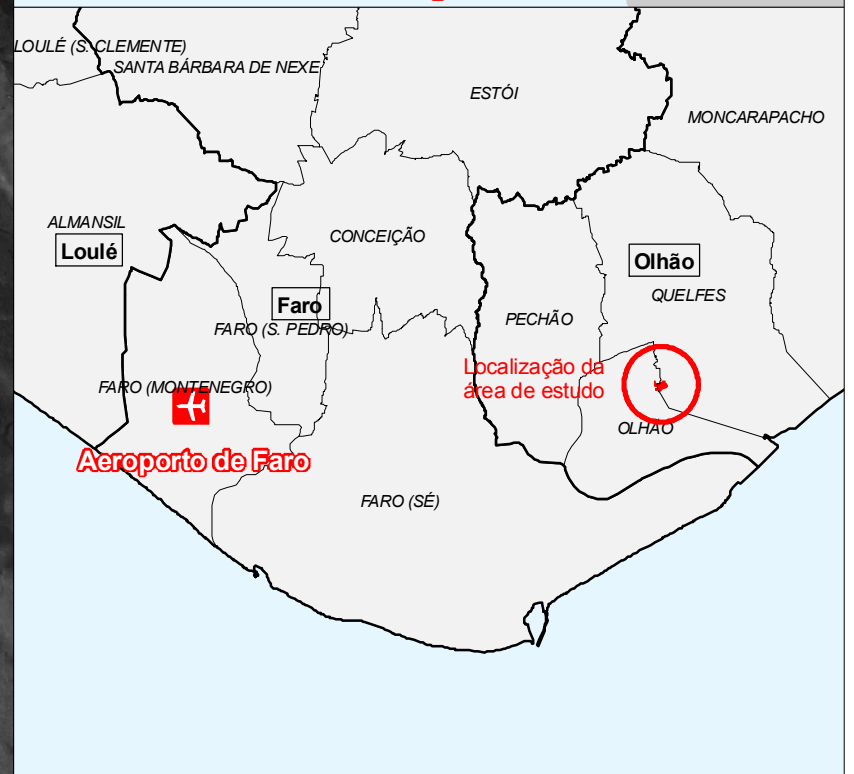 LOULÉ (S. CLEMENTE)
SANTA BÁRBARA DE NEXE
ESTÓI
MONCARAPACHO
ALMANSIL
Loulé
CONCEIÇÃO
Olhão
QUELFES
Faro
FARO (S. PEDRO)
PECHÃO
Localização da
área de estudo
FARO (MONTENEGRO)
OLHÃO
Aeroporto de Faro
FARO (SÉ)